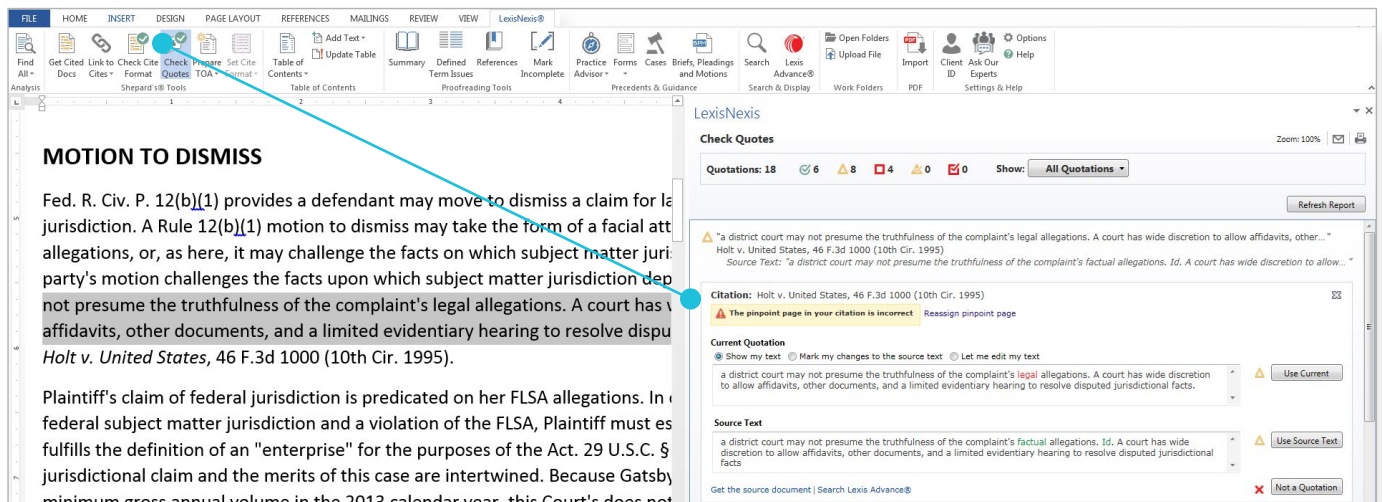 FILE HOME INSERT DESIGN PAGE LAYOUT REFERENCES MAILINGS REVIEW VIEW LexisNexis®
Find All
Get Cited Docs
Link to Cites
Check Cite Format
Check Quotes
Prepare TOA
Set Cite Format
Table of Contents
Add Text
Update Table
Summary
Defined Term Issues
References
Mark Incomplete
Practice Advisor
Forms
Cases
BPM
Briefs, Pleadings and Motions
Search
Lexis Advance®
Open Folders
Upload File
PDF
Import
Client ID
Ask Our Experts
Options
Help
Analysis Shepard's® Tools Table of Contents Proofreading Tools Precedents & Guidance Search & Display Work Folders PDF Settings & Help
L 1 3 4
LexisNexis
Check Quotes Zoom: 100%
Quotations: 18 6 8 4 0 0 Show: All Quotations
Refresh Report
MOTION TO DISMISS
Fed. R. Civ. P. 12(b)(1) provides a defendant may move to dismiss a claim for la
jurisdiction. A Rule 12(b)(1) motion to dismiss may take the form of a facial att
allegations, or, as here, it may challenge the facts on which subject matter juri
party's motion challenges the facts upon which subject matter jurisdiction dep
not presume the truthfulness of the complaint's legal allegations. A court has
affidavits, other documents, and a limited evidentiary hearing to resolve dispu
Holt v. United States, 46 F.3d 1000 (10th Cir. 1995).
Plaintiff's claim of federal jurisdiction is predicated on her FLSA allegations. In
federal subject matter jurisdiction and a violation of the FLSA, Plaintiff must es
fulfills the definition of an "enterprise" for the purposes of the Act. 29 U.S.C. §
jurisdictional claim and the merits of this case are intertwined. Because Gatsby
minimum gross annual volume in the 2013 calendar year, this Court's does not
"a district court may not presume the truthfulness of the complaint's legal allegations. A court has wide discretion to allow affidavits, other..."
Holt v. United States, 46 F.3d 1000 (10th Cir. 1995)
Source Text: "a district court may not presume the truthfulness of the complaint's factual allegations. Id. A court has wide discretion to allow... "
Citation: Holt v. United States, 46 F.3d 1000 (10th Cir. 1995)
The pinpoint page in your citation is incorrect Reassign pinpoint page
Current Quotation
Show my text Mark my changes to the source text Let me edit my text
a district court may not presume the truthfulness of the complaint's legal allegations. A court has wide discretion
to allow affidavits, other documents, and a limited evidentiary hearing to resolve disputed jurisdictional facts.
Use Current
Source Text
a district court may not presume the truthfulness of the complaint's factual allegations. Id. A court has wide
discretion to allow affidavits, other documents, and a limited evidentiary hearing to resolve disputed jurisdictional
facts
Use Source Text
Get the source document | Search Lexis Advance®
Not a Quotation